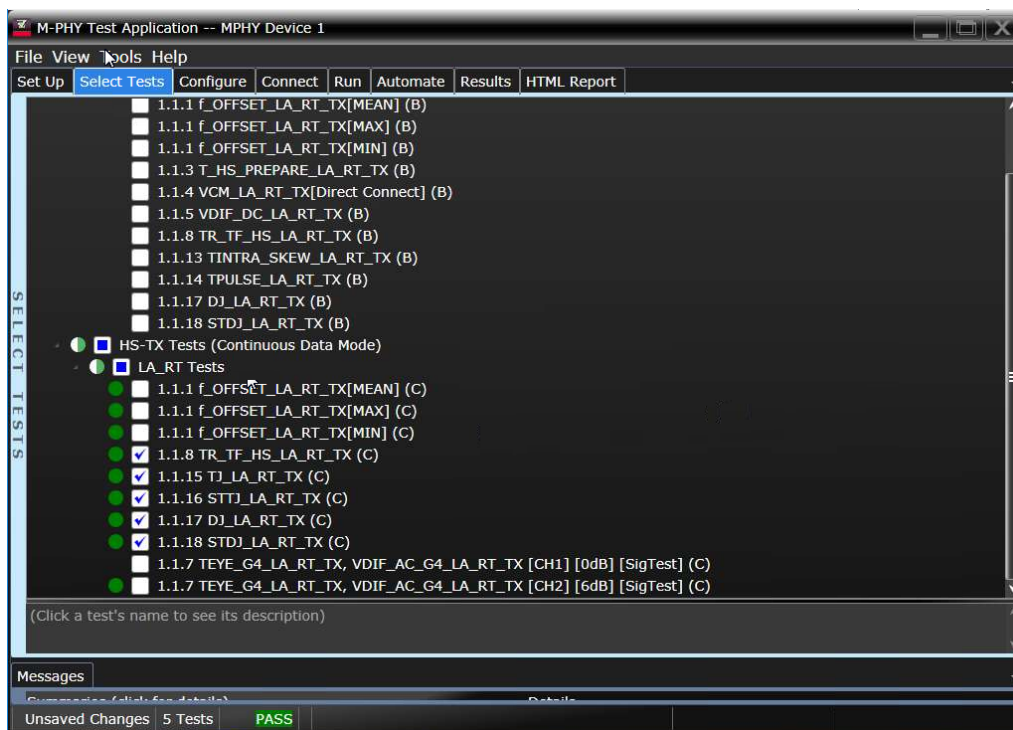 M-PHY Test Application -- MPHY Device 1
File View Tools Help
Set Up Select Tests Configure Connect Run Automate Results HTML Report
1.1.1 f_OFFSET_LA_RT_TX[MEAN] (B)
1.1.1 f_OFFSET_LA_RT_TX[MAX] (B)
1.1.1 f_OFFSET_LA_RT_TX[MIN] (B)
1.1.3 T_HS_PREPARE_LA_RT_TX (B)
1.1.4 VCM_LA_RT_TX[Direct Connect] (B)
1.1.5 VDIF_DC_LA_RT_TX (B)
1.1.8 TR_TF_HS_LA_RT_TX (B)
1.1.13 TINTRA_SKEW_LA_RT_TX (B)
1.1.14 TPULSE_LA_RT_TX (B)
1.1.17 DJ_LA_RT_TX (B)
1.1.18 STDJ_LA_RT_TX (B)
SELECT TESTS
HS-TX Tests (Continuous Data Mode)
LA_RT Tests
1.1.1 f_OFFSET_LA_RT_TX[MEAN] (C)
1.1.1 f_OFFSET_LA_RT_TX[MAX] (C)
1.1.1 f_OFFSET_LA_RT_TX[MIN] (C)
1.1.8 TR_TF_HS_LA_RT_TX (C)
1.1.15 TJ_LA_RT_TX (C)
1.1.16 STTJ_LA_RT_TX (C)
1.1.17 DJ_LA_RT_TX (C)
1.1.18 STDJ_LA_RT_TX (C)
1.1.7 TEYE_G4_LA_RT_TX, VDIF_AC_G4_LA_RT_TX [CH1] [0dB] [SigTest] (C)
1.1.7 TEYE_G4_LA_RT_TX, VDIF_AC_G4_LA_RT_TX [CH2] [6dB] [SigTest] (C)
(Click a test's name to see its description)
Messages
Summaries (click for details) Details
Unsaved Changes 5 Tests PASS